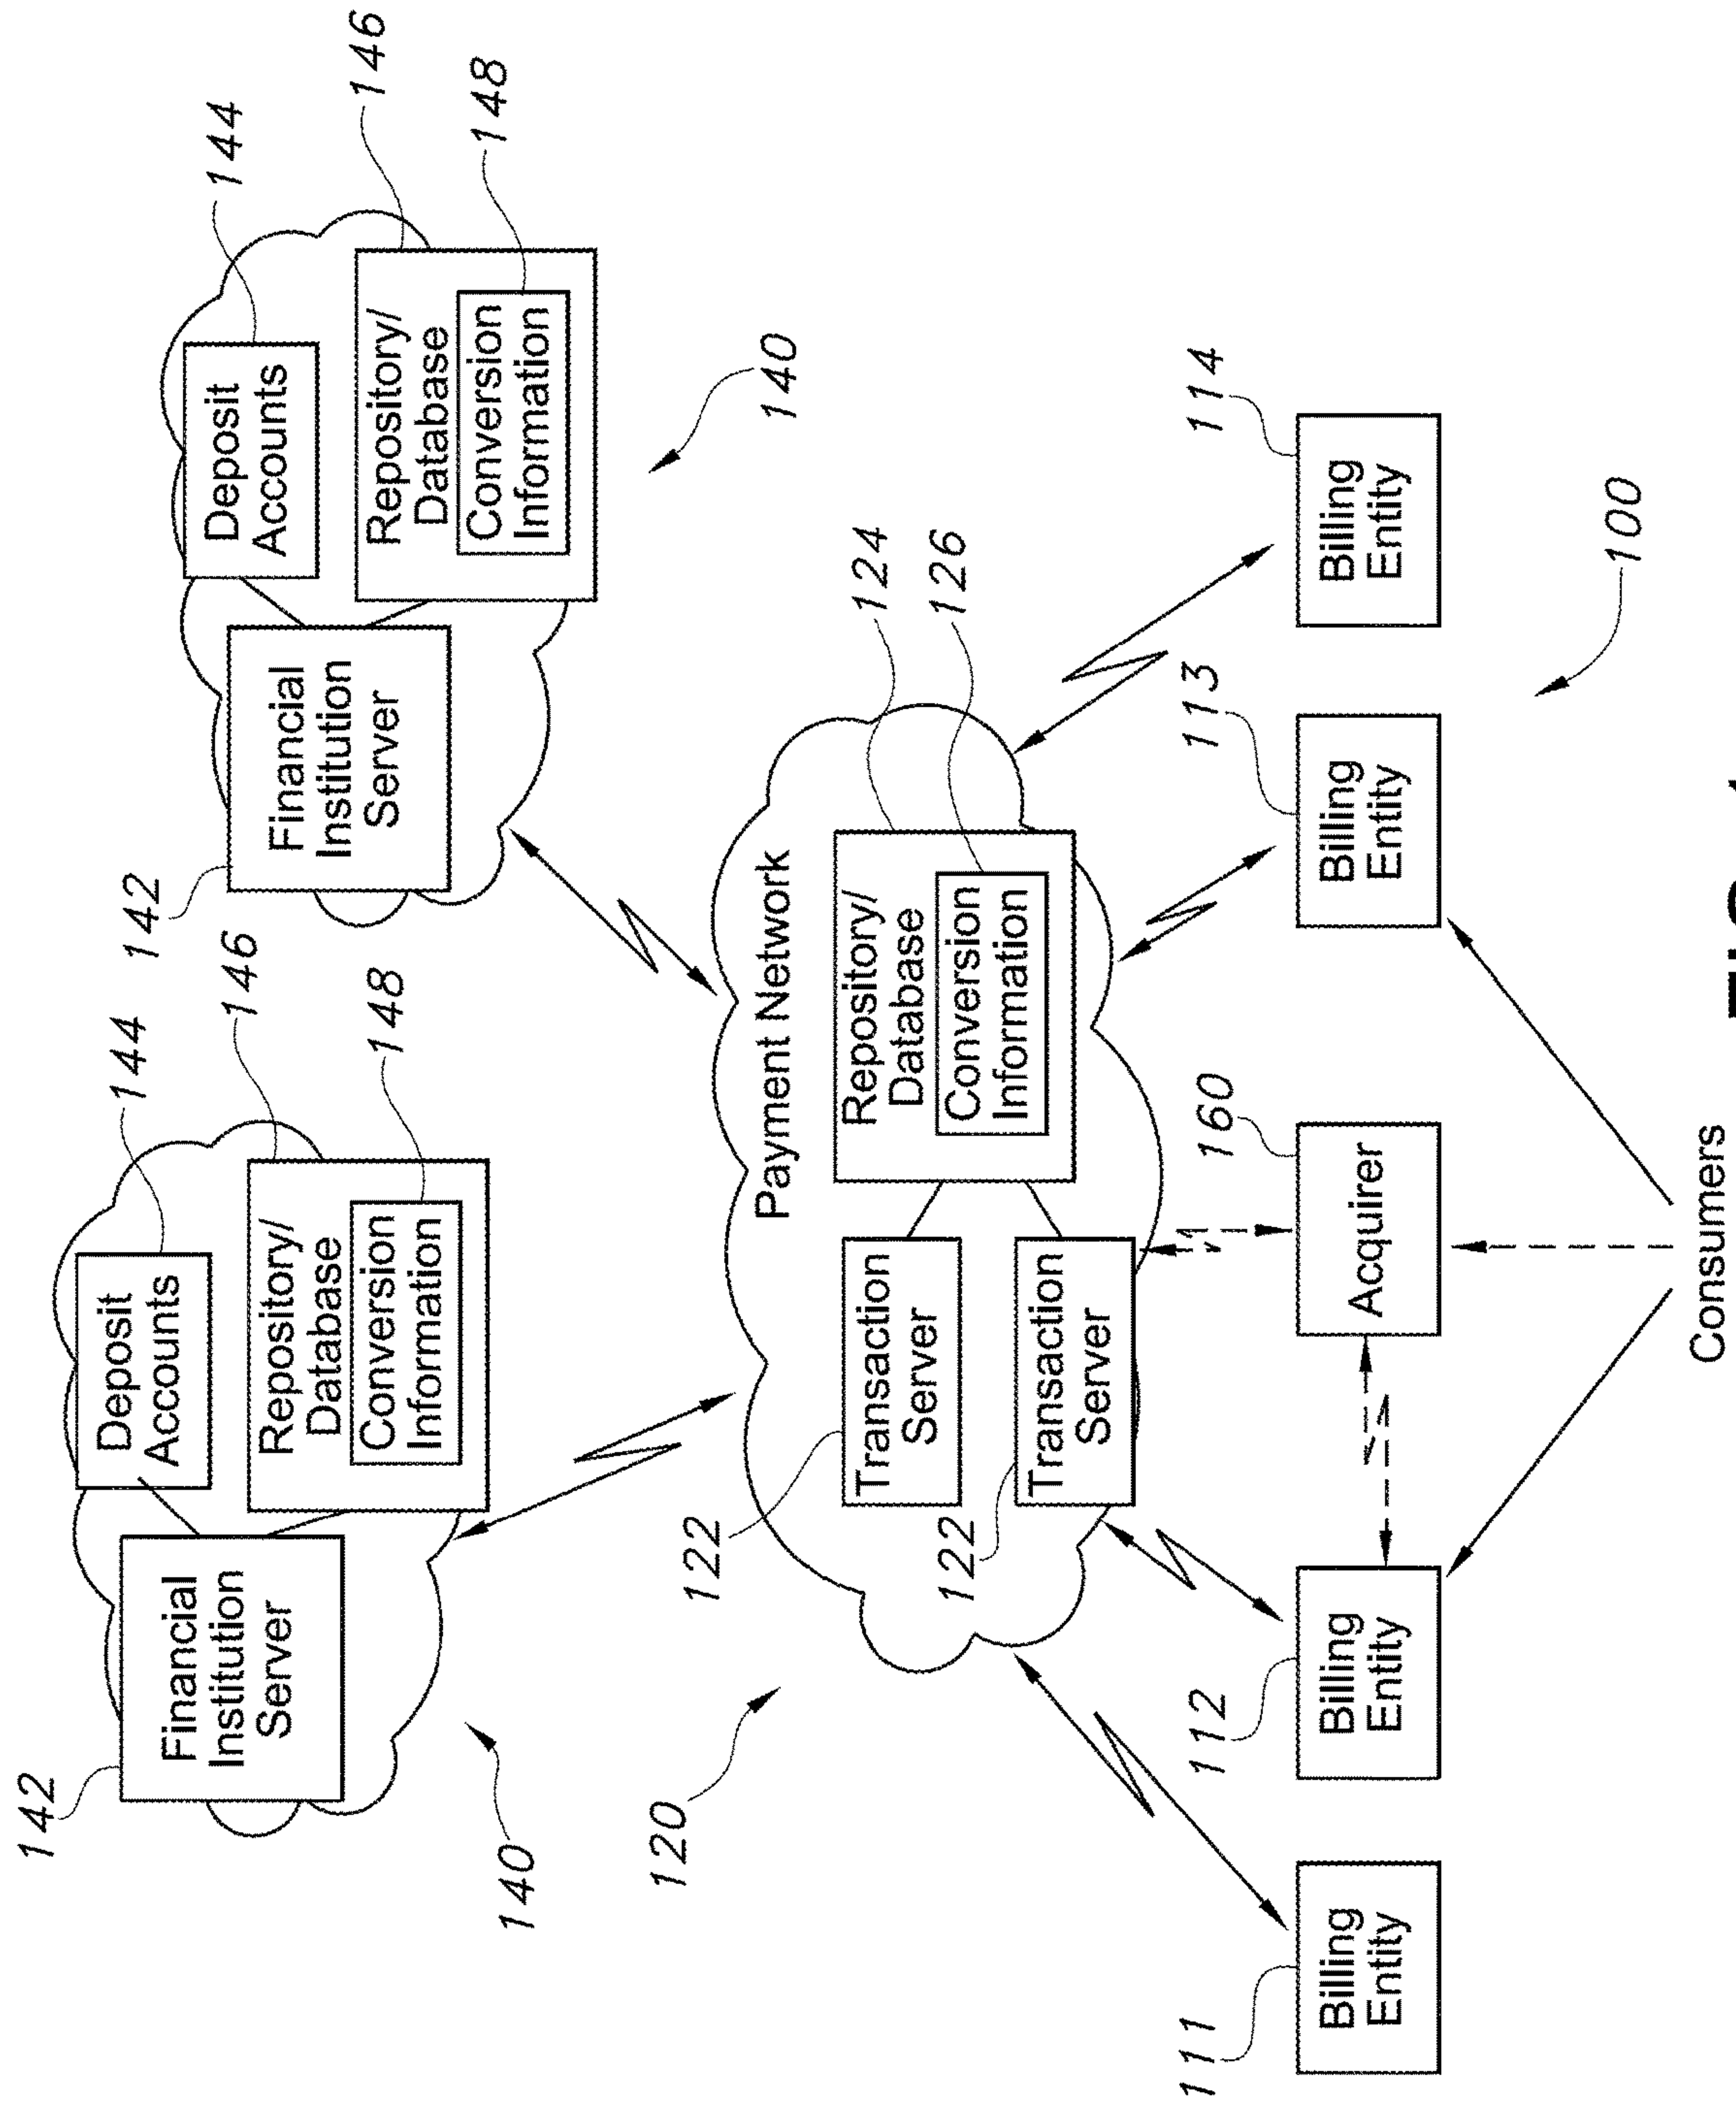 142
144
146
148
Financial
Institution
Server
Deposit
Accounts
Repository/
Database
Conversion
Information
140
142
144
146
148
Financial
Institution
Server
Deposit
Accounts
Repository/
Database
Conversion
Information
140
120
Payment Network
122
Transaction
Server
122
Transaction
Server
Repository/
Database
Conversion
Information
124
126
111
Billing
Entity
112
Billing
Entity
160
Acquirer
113
Billing
Entity
114
Billing
Entity
100
Consumers